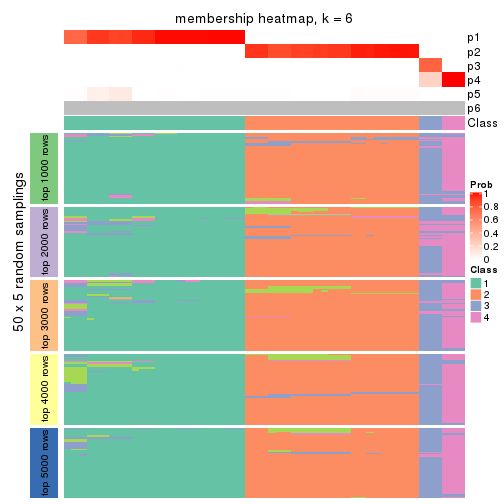 membership heatmap, k = 6
p1
p2
p3
p4
p5
p6
Class
50 x 5 random samplings
top 1000 rows
top 2000 rows
top 3000 rows
top 4000 rows
top 5000 rows
Prob
1
0.8
0.6
0.4
0.2
0
Class
1
2
3
4